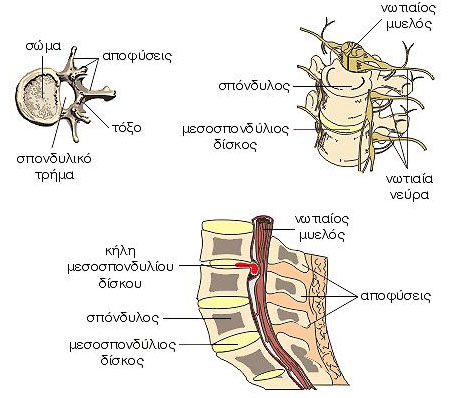 σώμα
αποφύσεις
τόξο
σπονδυλικό
τρήμα
νωτιαίος
μυελός
σπόνδυλος
μεσοσπονδύλιος
δίσκος
νωτιαία
νεύρα
νωτιαίος
μυελός
κήλη
μεσοσπονδυλίου
δίσκου
αποφύσεις
σπόνδυλος
μεσοσπονδύλιος
δίσκος